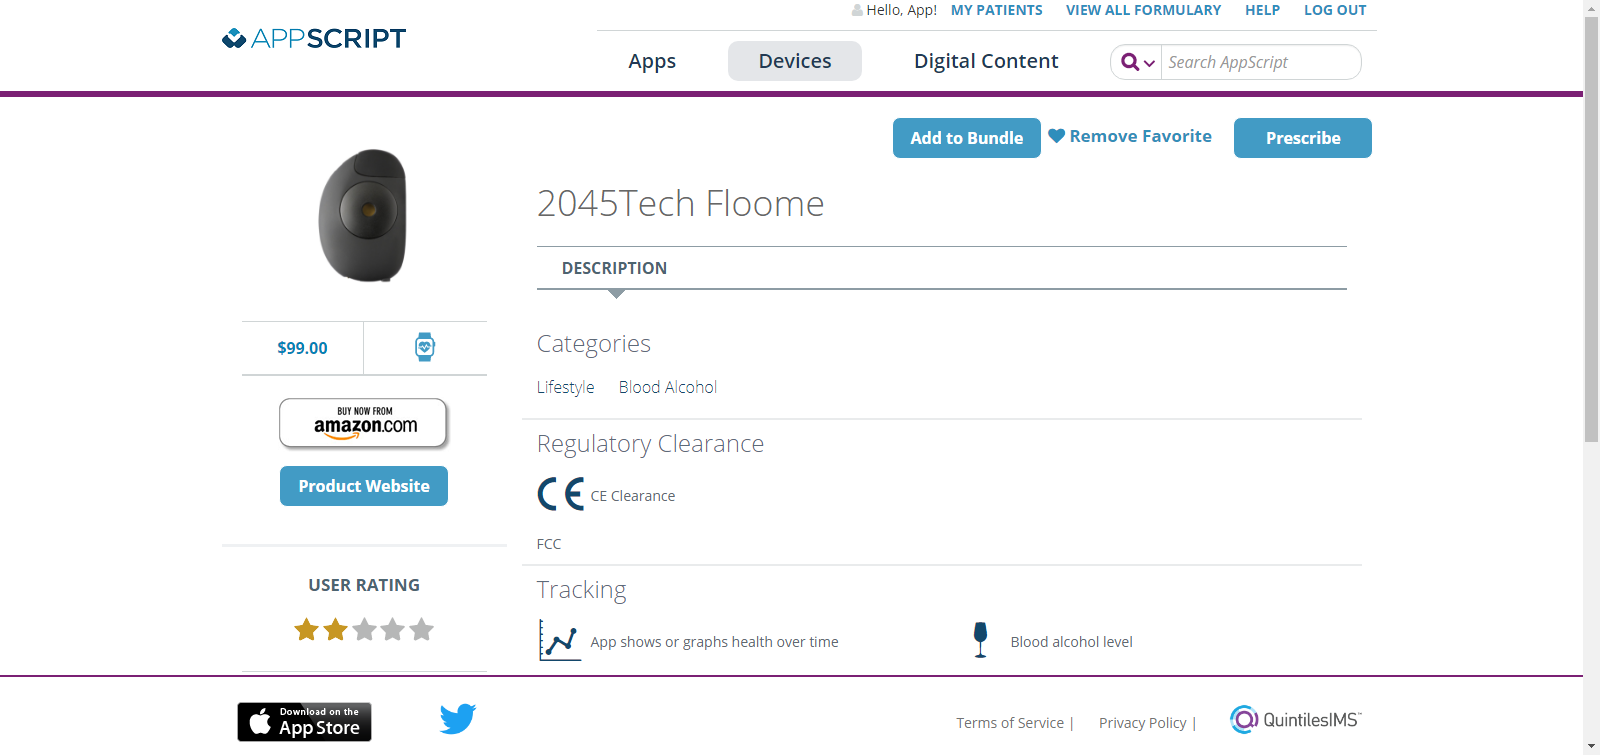 Hello, App! MY PATIENTS VIEW ALL FORMULARY HELP LOG OUT
APPSCRIPT
Apps Devices Digital Content Search AppScript
Add to Bundle Remove Favorite Prescribe
2045Tech Floome
DESCRIPTION
$99.00
BUY NOW FROM
amazon.com
Product Website
USER RATING
Categories
Lifestyle Blood Alcohol
Regulatory Clearance
CE CE Clearance
FCC
Tracking
App shows or graphs health over time Blood alcohol level
Download on the
App Store
Terms of Service | Privacy Policy | QuintilesIMS™